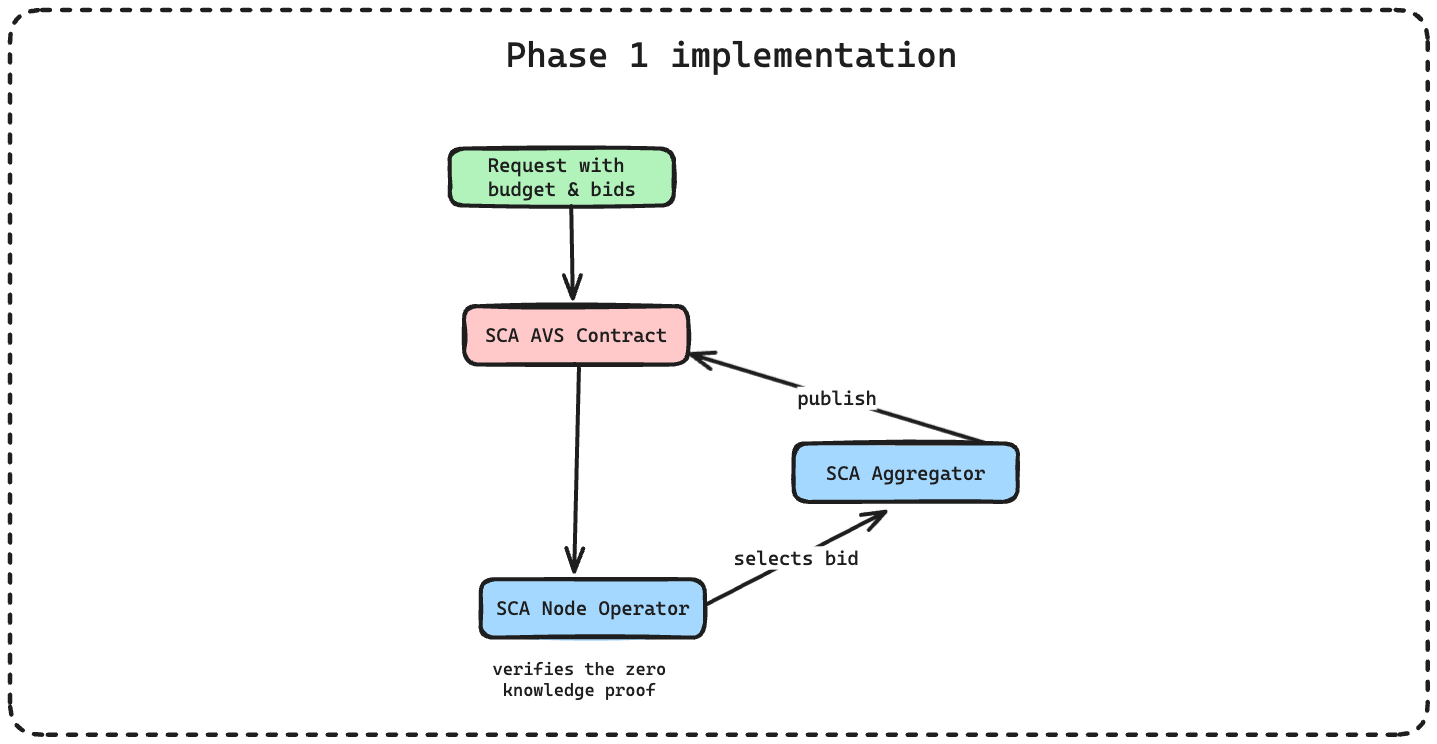 Phase 1 implementation
Request with
budget & bids
SCA AVS Contract
publish
SCA Aggregator
selects bid
SCA Node Operator
verifies the zero
knowledge proof